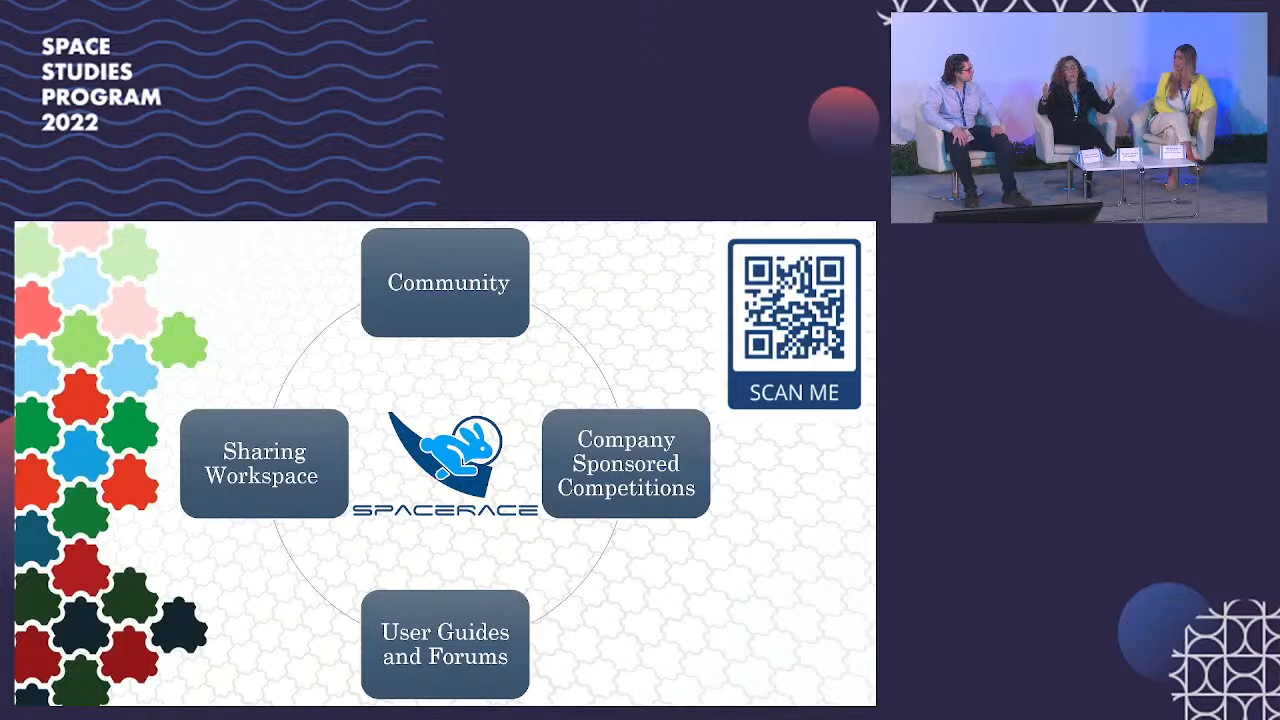 SPACE
STUDIES
PROGRAM
2022
Community
SCAN ME
Sharing
Workspace
Company
Sponsored
Competitions
SPACERACE
User Guides
and Forums